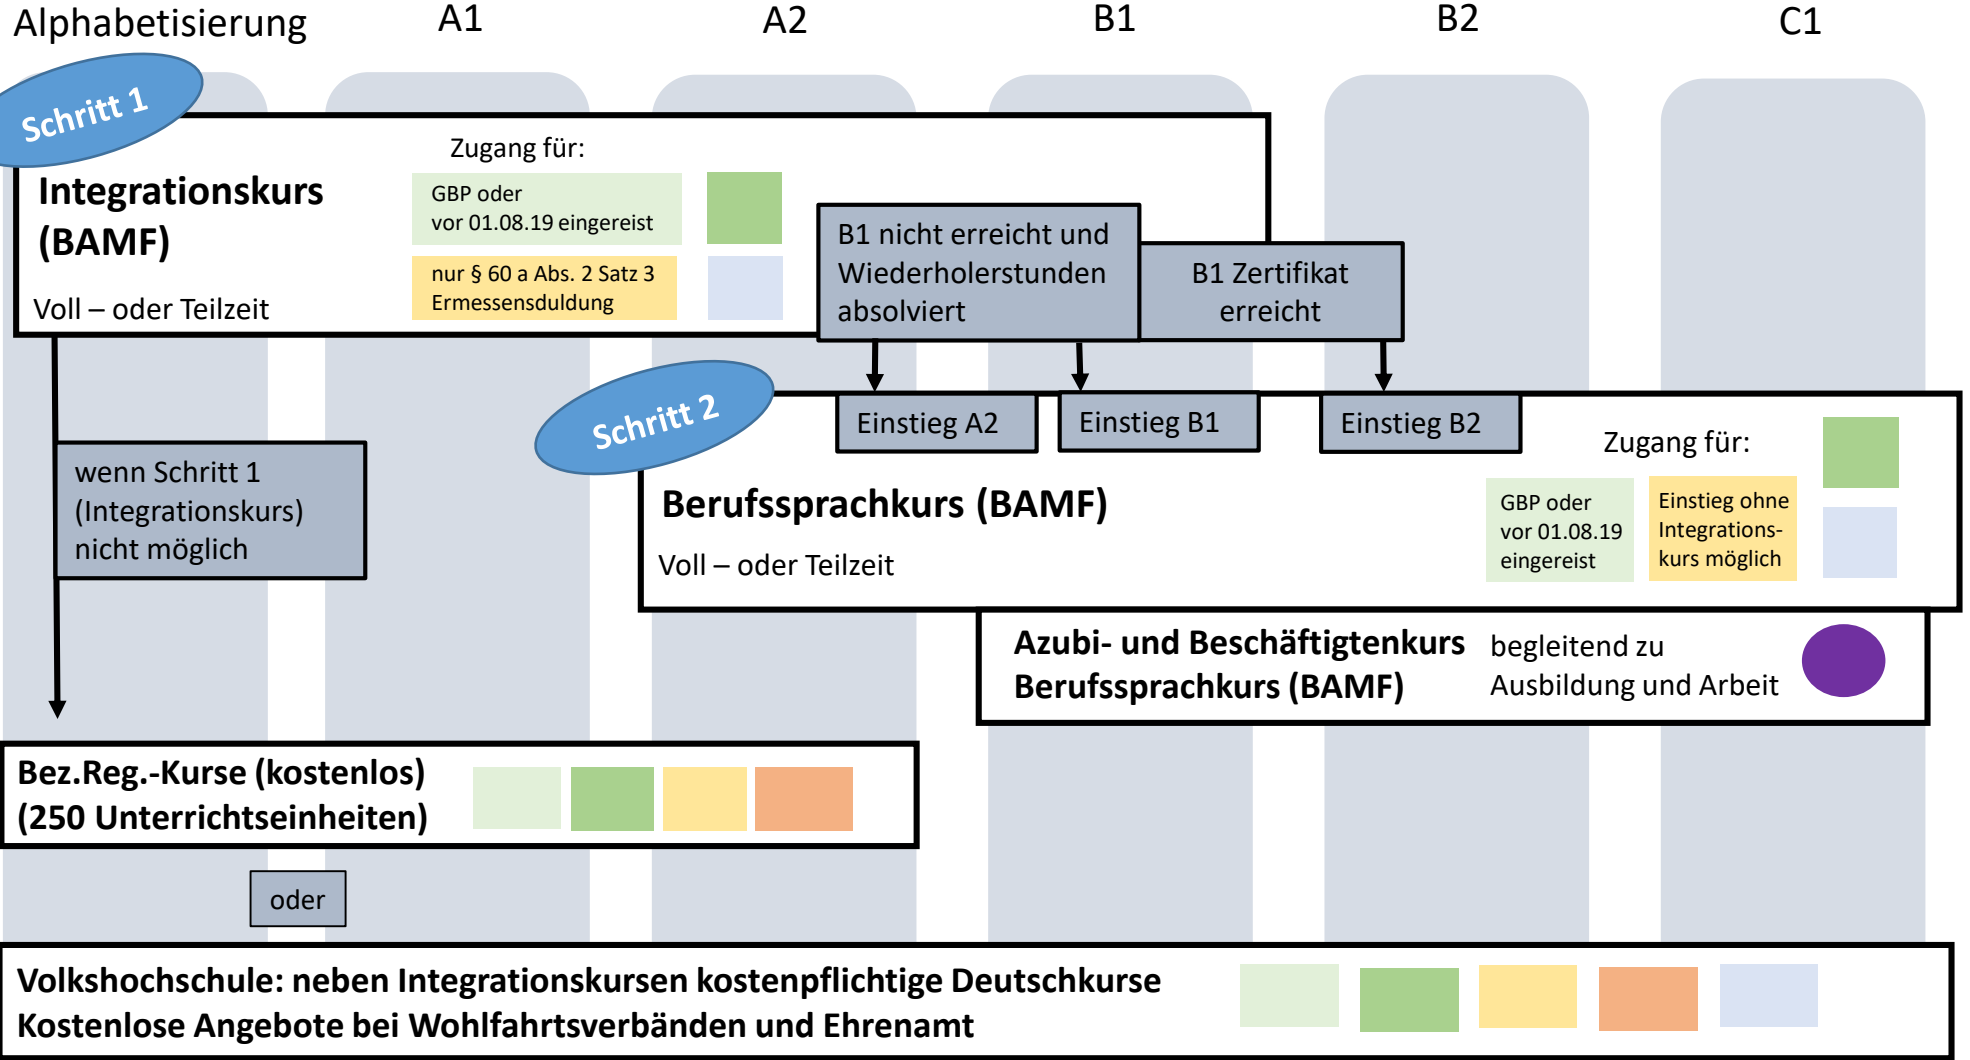 Alphabetisierung
A1
A2
B1
B2
C1
Schritt 1
Zugang für:
Integrationskurs
(BAMF)
Voll – oder Teilzeit
GBP oder
vor 01.08.19 eingereist
nur § 60 a Abs. 2 Satz 3
Ermessensduldung
B1 nicht erreicht und
Wiederholerstunden
absolviert
B1 Zertifikat
erreicht
Schritt 2
Einstieg A2
Einstieg B1
Einstieg B2
Zugang für:
wenn Schritt 1
(Integrationskurs)
nicht möglich
Berufssprachkurs (BAMF)
Voll – oder Teilzeit
GBP oder
vor 01.08.19
eingereist
Einstieg ohne
Integrations-
kurs möglich
Azubi- und Beschäftigtenkurs
Berufssprachkurs (BAMF)
begleitend zu
Ausbildung und Arbeit
Bez.Reg.-Kurse (kostenlos)
(250 Unterrichtseinheiten)
oder
Volkshochschule: neben Integrationskursen kostenpflichtige Deutschkurse
Kostenlose Angebote bei Wohlfahrtsverbänden und Ehrenamt